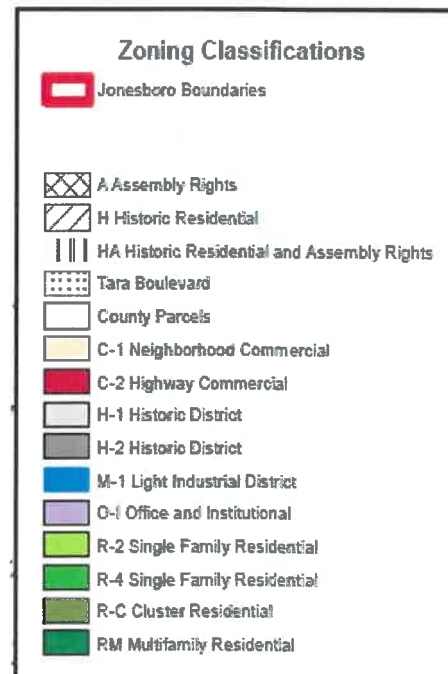 Zoning Classifications
Jonesboro Boundaries
A Assembly Rights
H Historic Residential
HA Historic Residential and Assembly Rights
Tara Boulevard
County Parcels
C-1 Neighborhood Commercial
C-2 Highway Commercial
H-1 Historic District
H-2 Historic District
M-1 Light Industrial District
O-I Office and Institutional
R-2 Single Family Residential
R-4 Single Family Residential
R-C Cluster Residential
RM Multifamily Residential